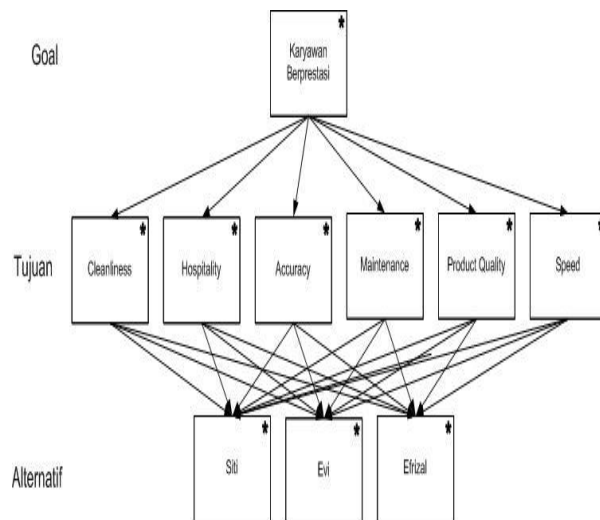 Goal
*
Karyawan
Berprestasi
Tujuan
* * * * * *
Cleanliness Hospitality Accuracy Maintenance Product Quality Speed
Alternatif
* * *
Siti Evi Efrizal